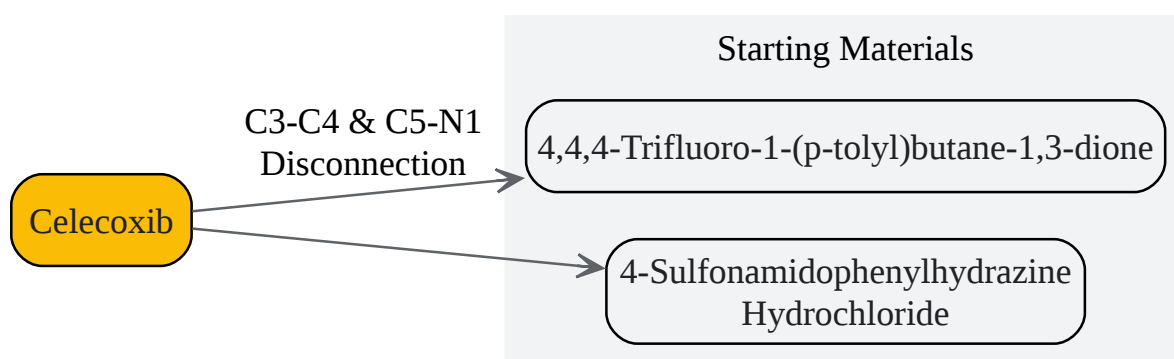 Starting Materials
C3-C4 & C5-N1
Disconnection
4,4,4-Trifluoro-1-(p-tolyl)butane-1,3-dione
Celecoxib
4-Sulfonamidophenylhydrazine
Hydrochloride